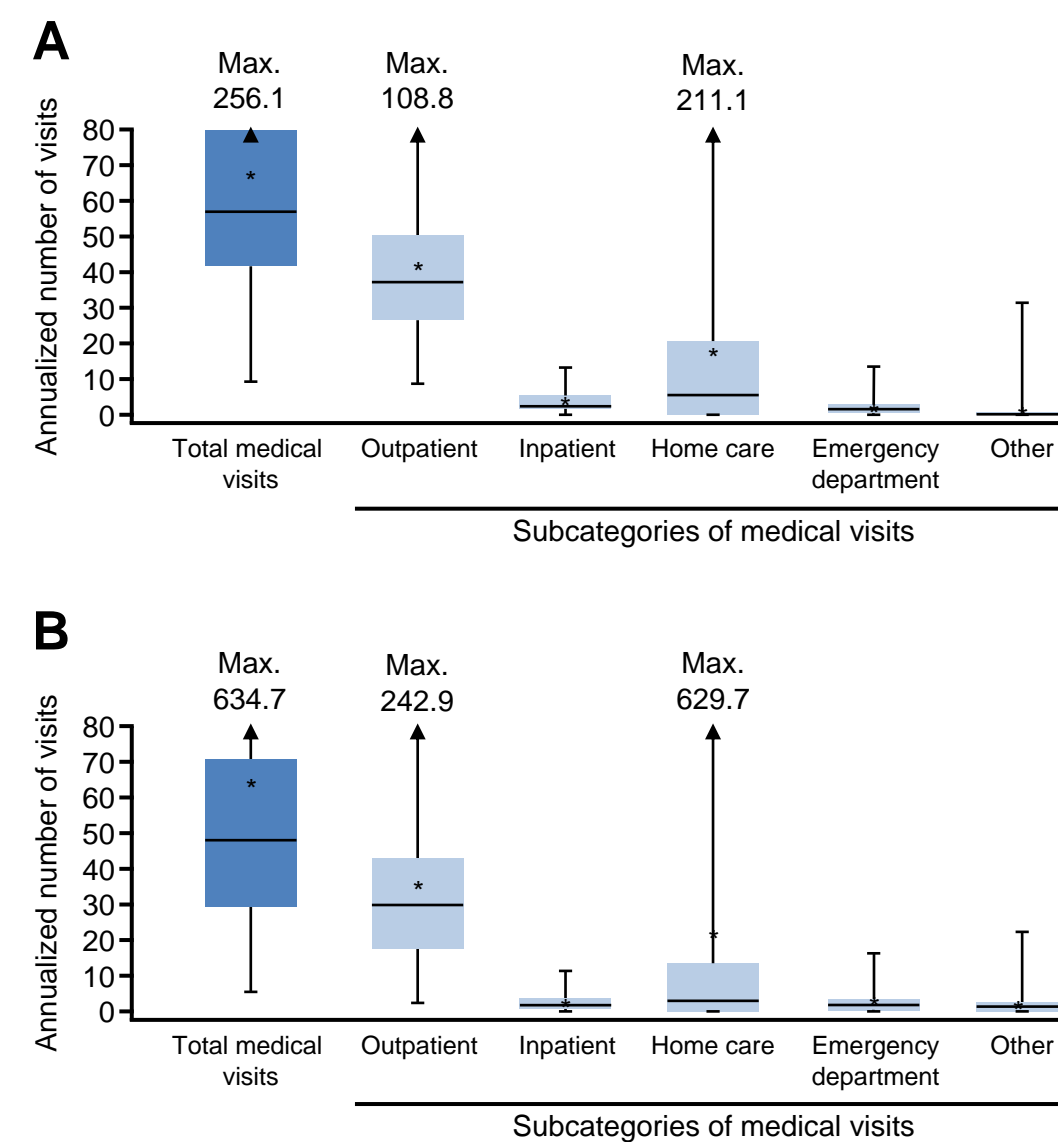 A
Max.
256.1
Max.
108.8
Max.
211.1
Annualized number of visits
80
70
60
50
40
30
20
10
0
*
*
*
*
*
*
Total medical
visits
Outpatient
Inpatient
Home care
Emergency
department
Other
Subcategories of medical visits
B
Max.
634.7
Max.
242.9
Max.
629.7
Annualized number of visits
80
70
60
50
40
30
20
10
0
*
*
*
*
*
*
Total medical
visits
Outpatient
Inpatient
Home care
Emergency
department
Other
Subcategories of medical visits